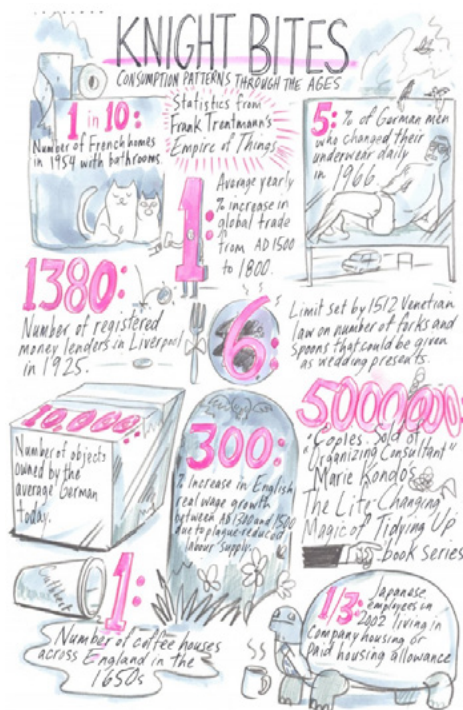 KNIGHT BITES
CONSUMPTION PATTERNS THROUGH THE AGES
1 in 10:
Number of French homes
in 1954 with bathrooms.
Statistics from
Frank Trentmann's
Empire of Things
5: % of German men
who changed their
underwear daily
in 1966.
1:
Average yearly
% increase in
global trade
from AD 1500
to 1800.
1380:
Number of registered
money lenders in Liverpool
in 1925.
6:
Limit set by 1512 Venetian
law on number of forks and
spoons that could be given
as wedding presents.
10,000:
Number of objects
owned by the
average German
today.
300:
% Increase in English
real wage growth
between AD 1300 and 1500
due to plague-reduced
labour supply.
5000000:
Copies sold of
"Organizing Consultant"
Marie Kondo's
The Life-Changing
Magic of Tidying Up
book series
1:
Number of coffee houses
across England in the
1650s
1/3: Japanese
employees in
2002 living in
company housing or
paid housing allowance